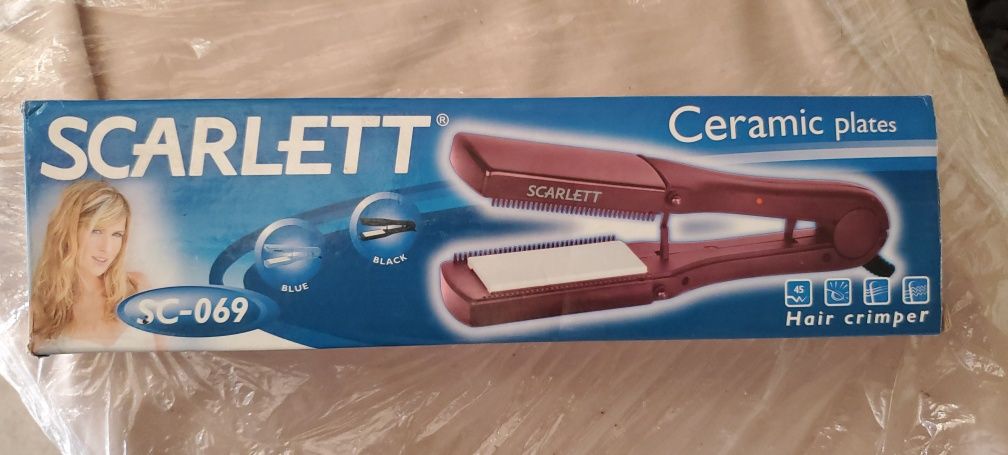 SCARLETT®
Ceramic plates
SCARLETT
BLACK
BLUE
SC-069
45
Hair crimper